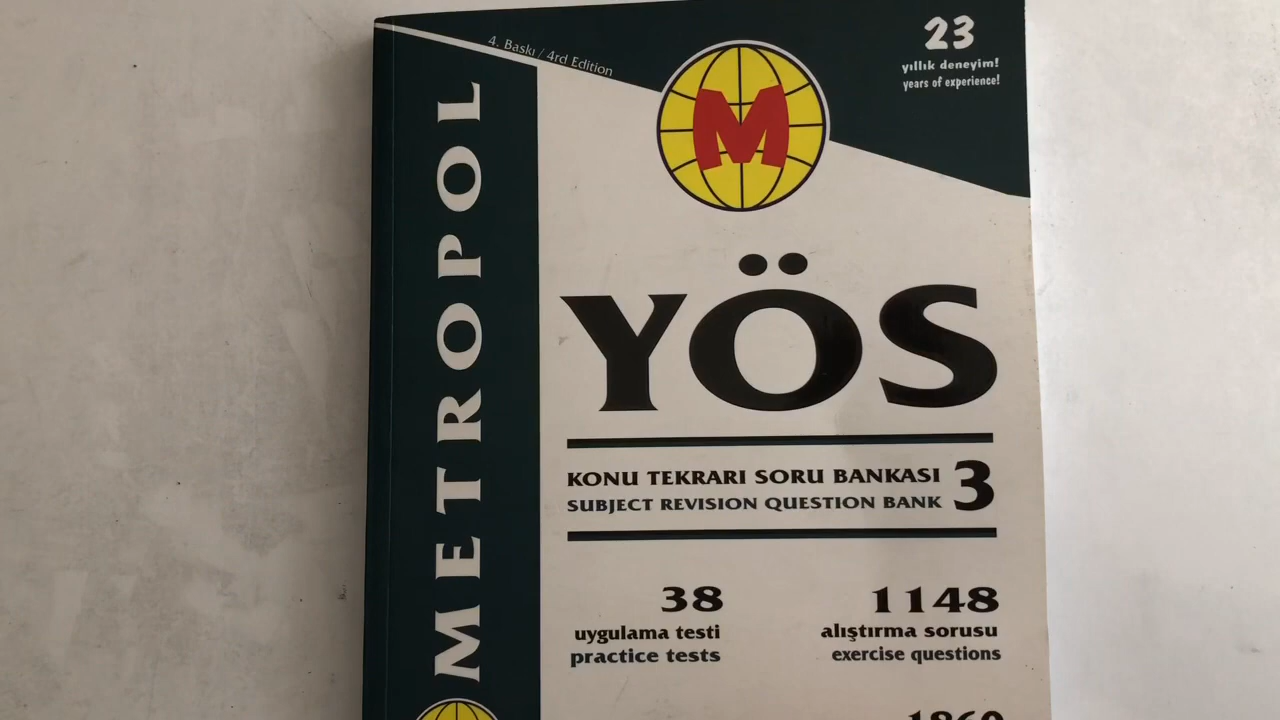 4. Baskı / 4rd Edition
23
yıllık deneyim!
years of experience!
M
METROPOL
YÖS
KONU TEKRARI SORU BANKASI 3
SUBJECT REVISION QUESTION BANK
38
uygulama testi
practice tests
1148
alıştırma sorusu
exercise questions